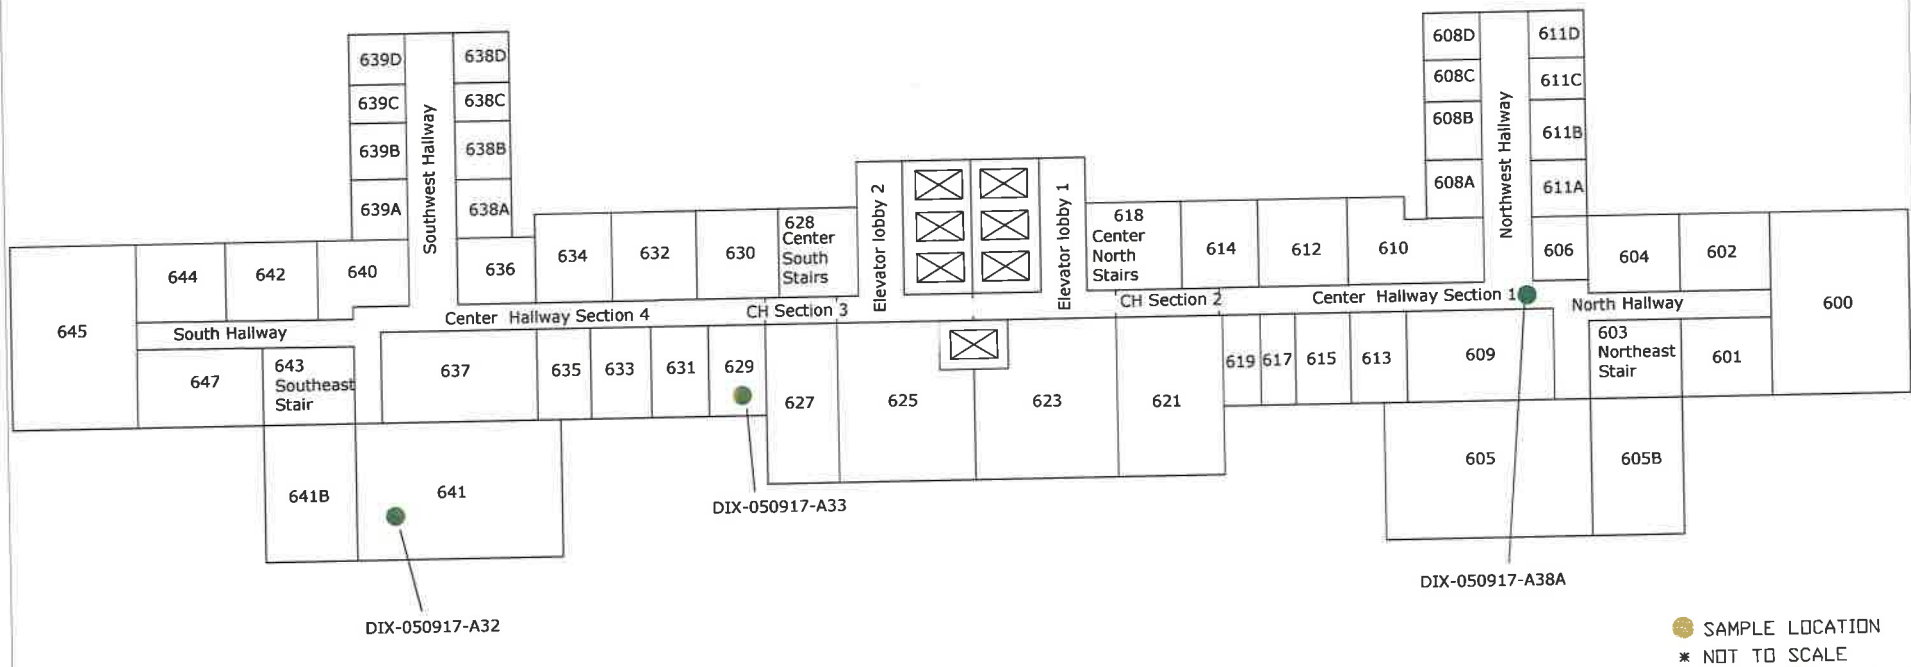 639D
638D
639C
638C
639B
638B
639A
638A
Southwest Hallway
608D
611D
608C
611C
608B
611B
608A
611A
Northwest Hallway
645
644
642
640
636
634
632
630
628
Center
South
Stairs
Elevator lobby 2
Elevator lobby 1
618
Center
North
Stairs
614
612
610
606
604
602
600
South Hallway
Center Hallway Section 4
CH Section 3
CH Section 2
Center Hallway Section 1
North Hallway
647
643
Southeast
Stair
637
635
633
631
629
627
625
623
621
619
617
615
613
609
603
Northeast
Stair
601
641B
641
605
605B
DIX-050917-A33
DIX-050917-A32
DIX-050917-A38A
SAMPLE LOCATION
* NOT TO SCALE